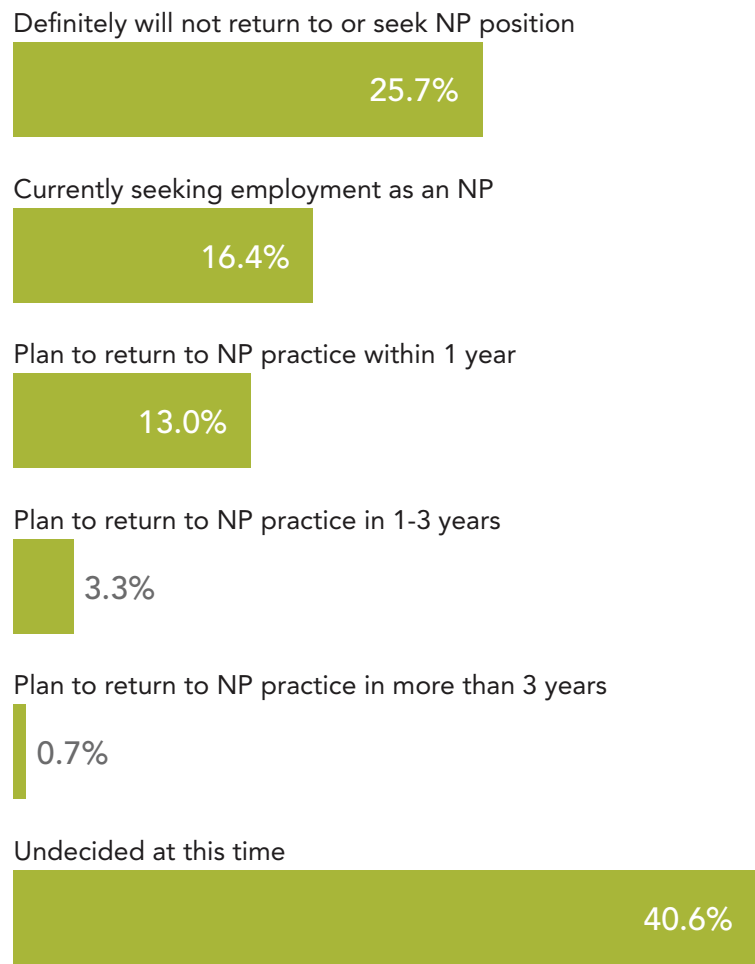 Definitely will not return to or seek NP position
25.7%
Currently seeking employment as an NP
16.4%
Plan to return to NP practice within 1 year
13.0%
Plan to return to NP practice in 1-3 years
3.3%
Plan to return to NP practice in more than 3 years
0.7%
Undecided at this time
40.6%